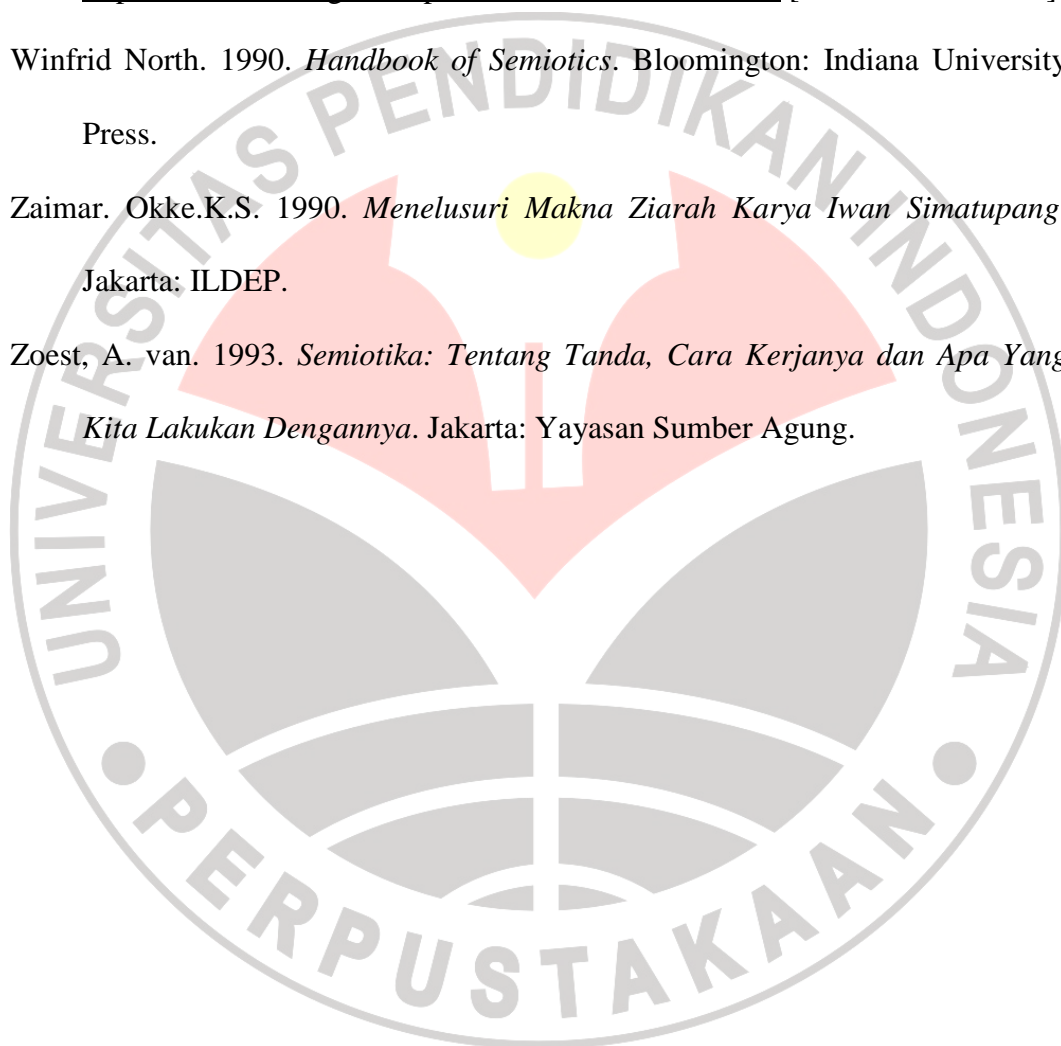 Winfrid North. 1990. Handbook of Semiotics. Bloomington: Indiana University
Press.
Zaimar. Okke.K.S. 1990. Menelusuri Makna Ziarah Karya Iwan Simatupang
Jakarta: ILDEP.
Zoest, A. van. 1993. Semiotika: Tentang Tanda, Cara Kerjanya dan Apa Yang
Kita Lakukan Dengannya. Jakarta: Yayasan Sumber Agung.
UNIVERSITAS PENDIDIKAN INDONESIA
PERPUSTAKAAN